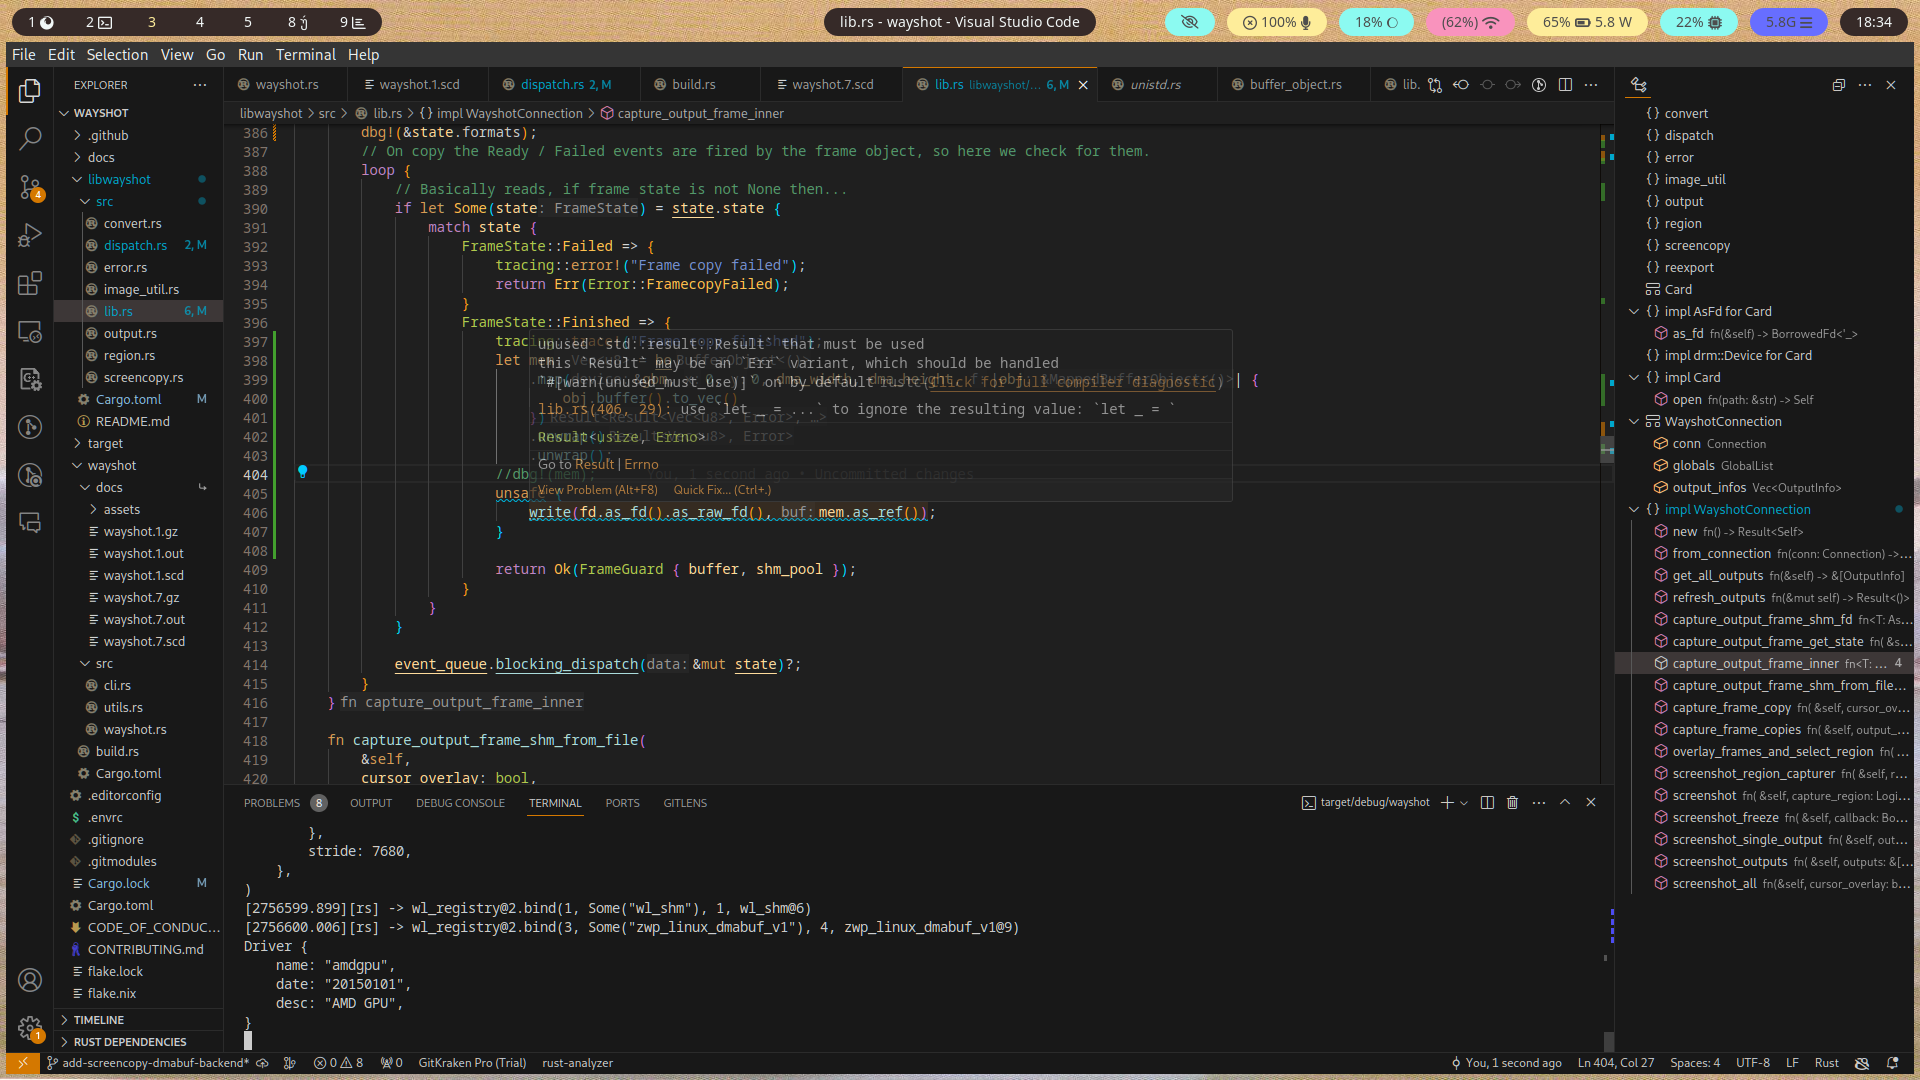 1 2 3 4 5 8 9
lib.rs - wayshot - Visual Studio Code
100% 18% (62%) 65% 5.8 W 22% 5.8G 18:34
File Edit Selection View Go Run Terminal Help
EXPLORER
WAYSHOT
.github
docs
libwayshot
src
convert.rs
dispatch.rs 2, M
error.rs
image_util.rs
lib.rs 6, M
output.rs
region.rs
screencopy.rs
Cargo.toml M
README.md
target
wayshot
docs
assets
wayshot.1.gz
wayshot.1.out
wayshot.1.scd
wayshot.7.gz
wayshot.7.out
wayshot.7.scd
src
cli.rs
utils.rs
wayshot.rs
build.rs
Cargo.toml
.editorconfig
.envrc
.gitignore
.gitmodules
Cargo.lock M
Cargo.toml
CODE_OF_CONDUC...
CONTRIBUTING.md
flake.lock
flake.nix
TIMELINE
RUST DEPENDENCIES
4
1
wayshot.rs wayshot.1.scd dispatch.rs 2, M build.rs wayshot.7.scd lib.rs libwayshot/... 6, M unistd.rs buffer_object.rs lib.
libwayshot > src > lib.rs > {} impl WayshotConnection > capture_output_frame_inner
386 dbg!(&state.formats);
387 // On copy the Ready / Failed events are fired by the frame object, so here we check for them.
388 loop {
389 // Basically reads, if frame state is not None then...
390 if let Some(state: FrameState) = state.state {
391 match state {
392 FrameState::Failed => {
393 tracing::error!("Frame copy failed");
394 return Err(Error::FramecopyFailed);
395 }
396 FrameState::Finished => {
397
398 let
399 {
400 obj.buffer().to_vec()
401
402
403 .unwrap();
404 //dbg!(mem); You, 1 second ago • Uncommitted changes
405 unsafe {
406 write(fd.as_fd().as_raw_fd(), buf: mem.as_ref());
407 }
408
409 return Ok(FrameGuard { buffer, shm_pool });
410 }
411 }
412 }
413
414 event_queue.blocking_dispatch(data: &mut state)?;
415 }
416 } fn capture_output_frame_inner
417
418 fn capture_output_frame_shm_from_file(
419 &self,
420 cursor_overlay: bool,
unused `std::result::Result` that must be used
this `Result` may be an `Err` variant, which should be handled
`#[warn(unused_must_use)]` on by default rustc(Click for full compiler diagnostic)
lib.rs(406, 29): use `let _ = ...` to ignore the resulting value: `let _ = `
Result<usize, Errno>
Go to Result | Errno
View Problem (Alt+F8) Quick Fix... (Ctrl+.)
PROBLEMS 8 OUTPUT DEBUG CONSOLE TERMINAL PORTS GITLENS
target/debug/wayshot
},
stride: 7680,
},
)
[2756599.899][rs] -> wl_registry@2.bind(1, Some("wl_shm"), 1, wl_shm@6)
[2756600.006][rs] -> wl_registry@2.bind(3, Some("zwp_linux_dmabuf_v1"), 4, zwp_linux_dmabuf_v1@9)
Driver {
name: "amdgpu",
date: "20150101",
desc: "AMD GPU",
}
{} convert
{} dispatch
{} error
{} image_util
{} output
{} region
{} screencopy
{} reexport
Card
{} impl AsFd for Card
as_fd fn(&self) -> BorrowedFd<'_>
{} impl drm::Device for Card
{} impl Card
open fn(path: &str) -> Self
WayshotConnection
conn Connection
globals GlobalList
output_infos Vec<OutputInfo>
{} impl WayshotConnection
new fn() -> Result<Self>
from_connection fn(conn: Connection) ->...
get_all_outputs fn(&self) -> &[OutputInfo]
refresh_outputs fn(&mut self) -> Result<()>
capture_output_frame_shm_fd fn<T: As...
capture_output_frame_get_state fn( &s...
capture_output_frame_inner fn<T: ... 4
capture_output_frame_shm_from_file...
capture_frame_copy fn( &self, cursor_ov...
capture_frame_copies fn( &self, output_...
overlay_frames_and_select_region fn( ...
screenshot_region_capturer fn( &self, r...
screenshot fn( &self, capture_region: Logi...
screenshot_freeze fn( &self, callback: Bo...
screenshot_single_output fn( &self, out...
screenshot_outputs fn( &self, outputs: &[...
screenshot_all fn(&self, cursor_overlay: b...
add-screencopy-dmabuf-backend* 0 8 0 GitKraken Pro (Trial) rust-analyzer
You, 1 second ago Ln 404, Col 27 Spaces: 4 UTF-8 LF Rust